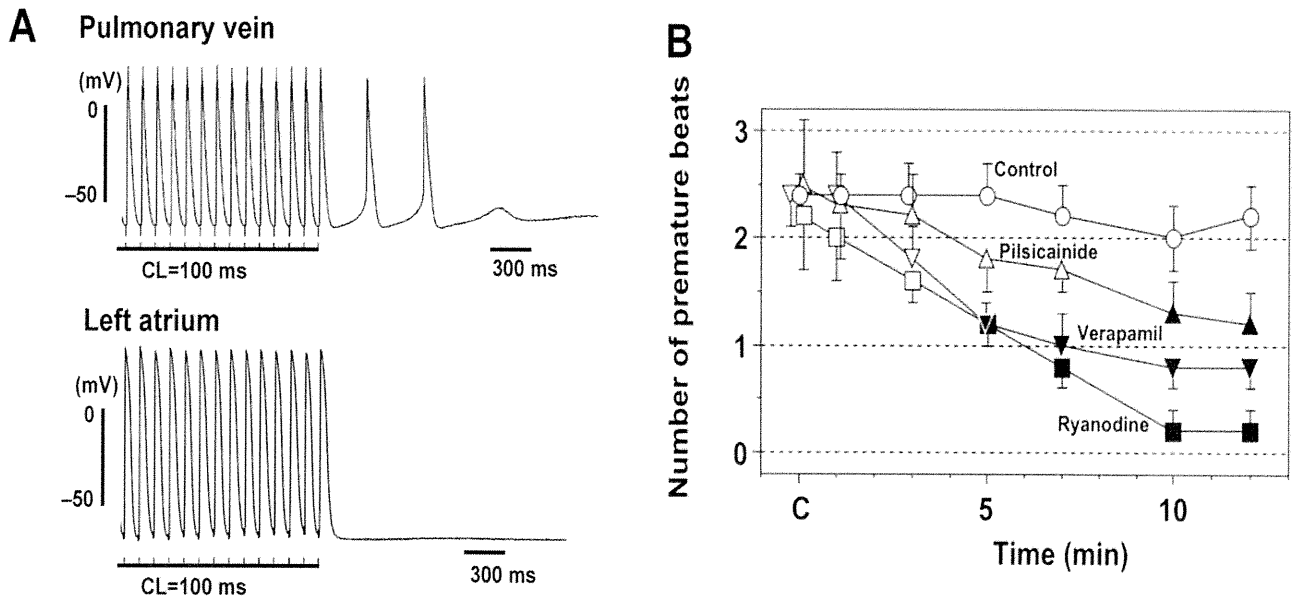 A
Pulmonary vein
(mV)
0
–50
CL=100 ms
300 ms
Left atrium
(mV)
0
–50
CL=100 ms
300 ms
B
Number of premature beats
3
2
1
0
Control
Pilsicainide
Verapamil
Ryanodine
C
5
10
Time (min)